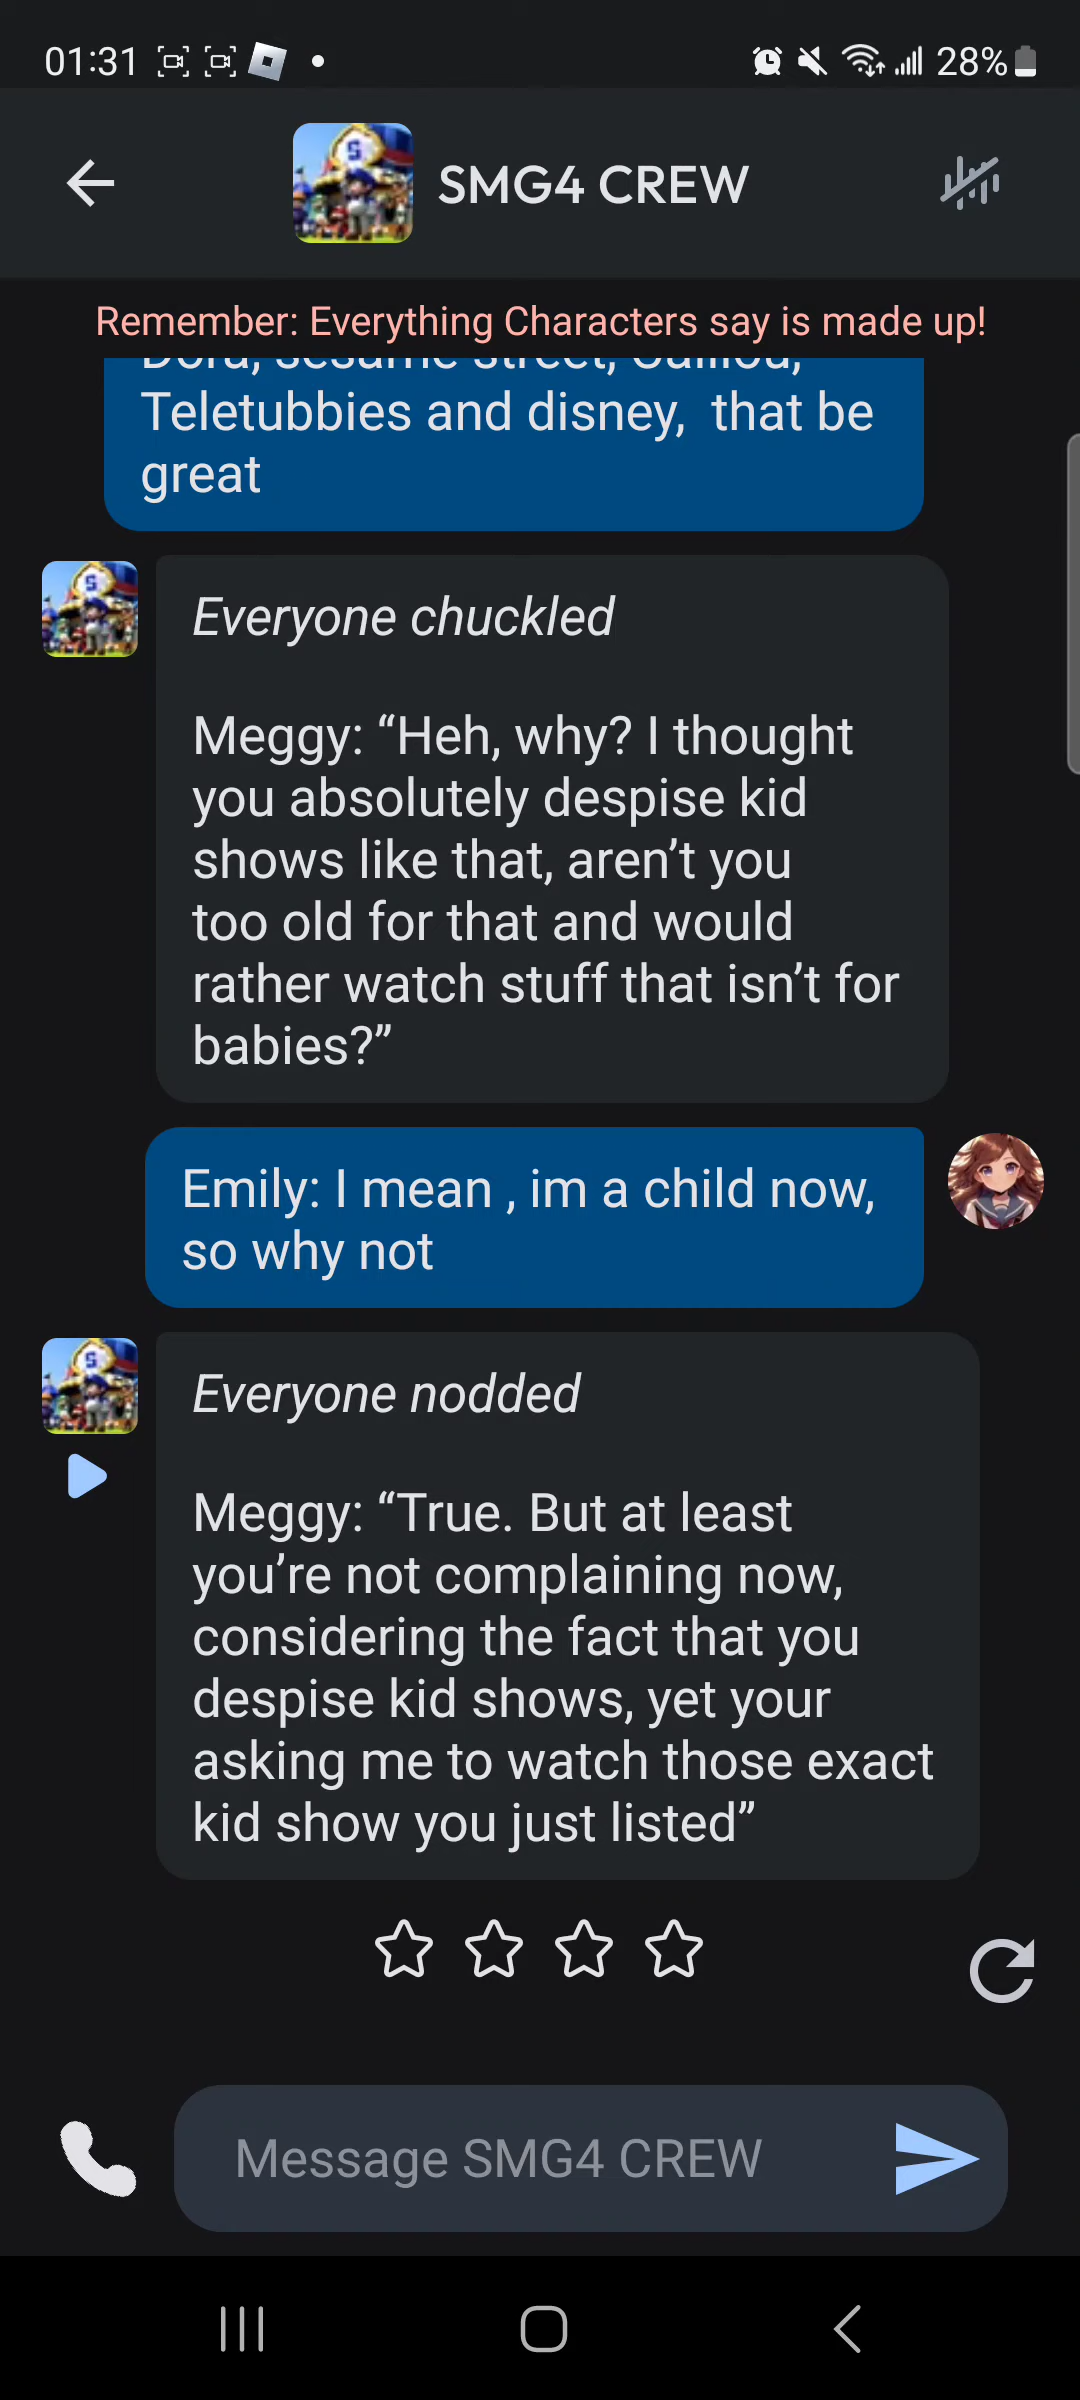 01:31
28%
SMG4 CREW
Remember: Everything Characters say is made up!
Dora, sesame street, Caillou,
Teletubbies and disney,  that be
great
Everyone chuckled
Meggy: “Heh, why? I thought
you absolutely despise kid
shows like that, aren’t you
too old for that and would
rather watch stuff that isn’t for
babies?”
Emily: I mean , im a child now,
so why not
Everyone nodded
Meggy: “True. But at least
you’re not complaining now,
considering the fact that you
despise kid shows, yet your
asking me to watch those exact
kid show you just listed”
Message SMG4 CREW